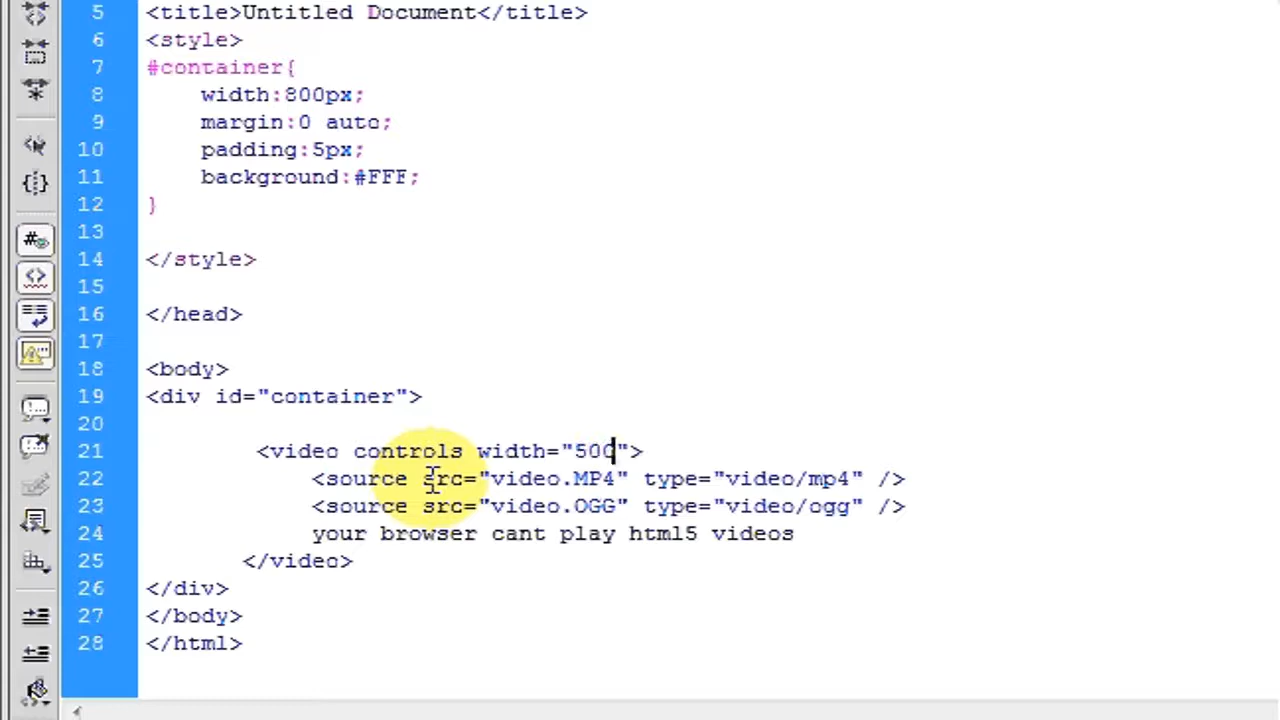 5 <title>Untitled Document</title>
6 <style>
7 #container{
8 width:800px;
9 margin:0 auto;
10 padding:5px;
11 background:#FFF;
12 }
13
14 </style>
15
16 </head>
17
18 <body>
19 <div id="container">
20
21 <video controls width="500">
22 <source src="video.MP4" type="video/mp4" />
23 <source src="video.OGG" type="video/ogg" />
24 your browser cant play html5 videos
25 </video>
26 </div>
27 </body>
28 </html>